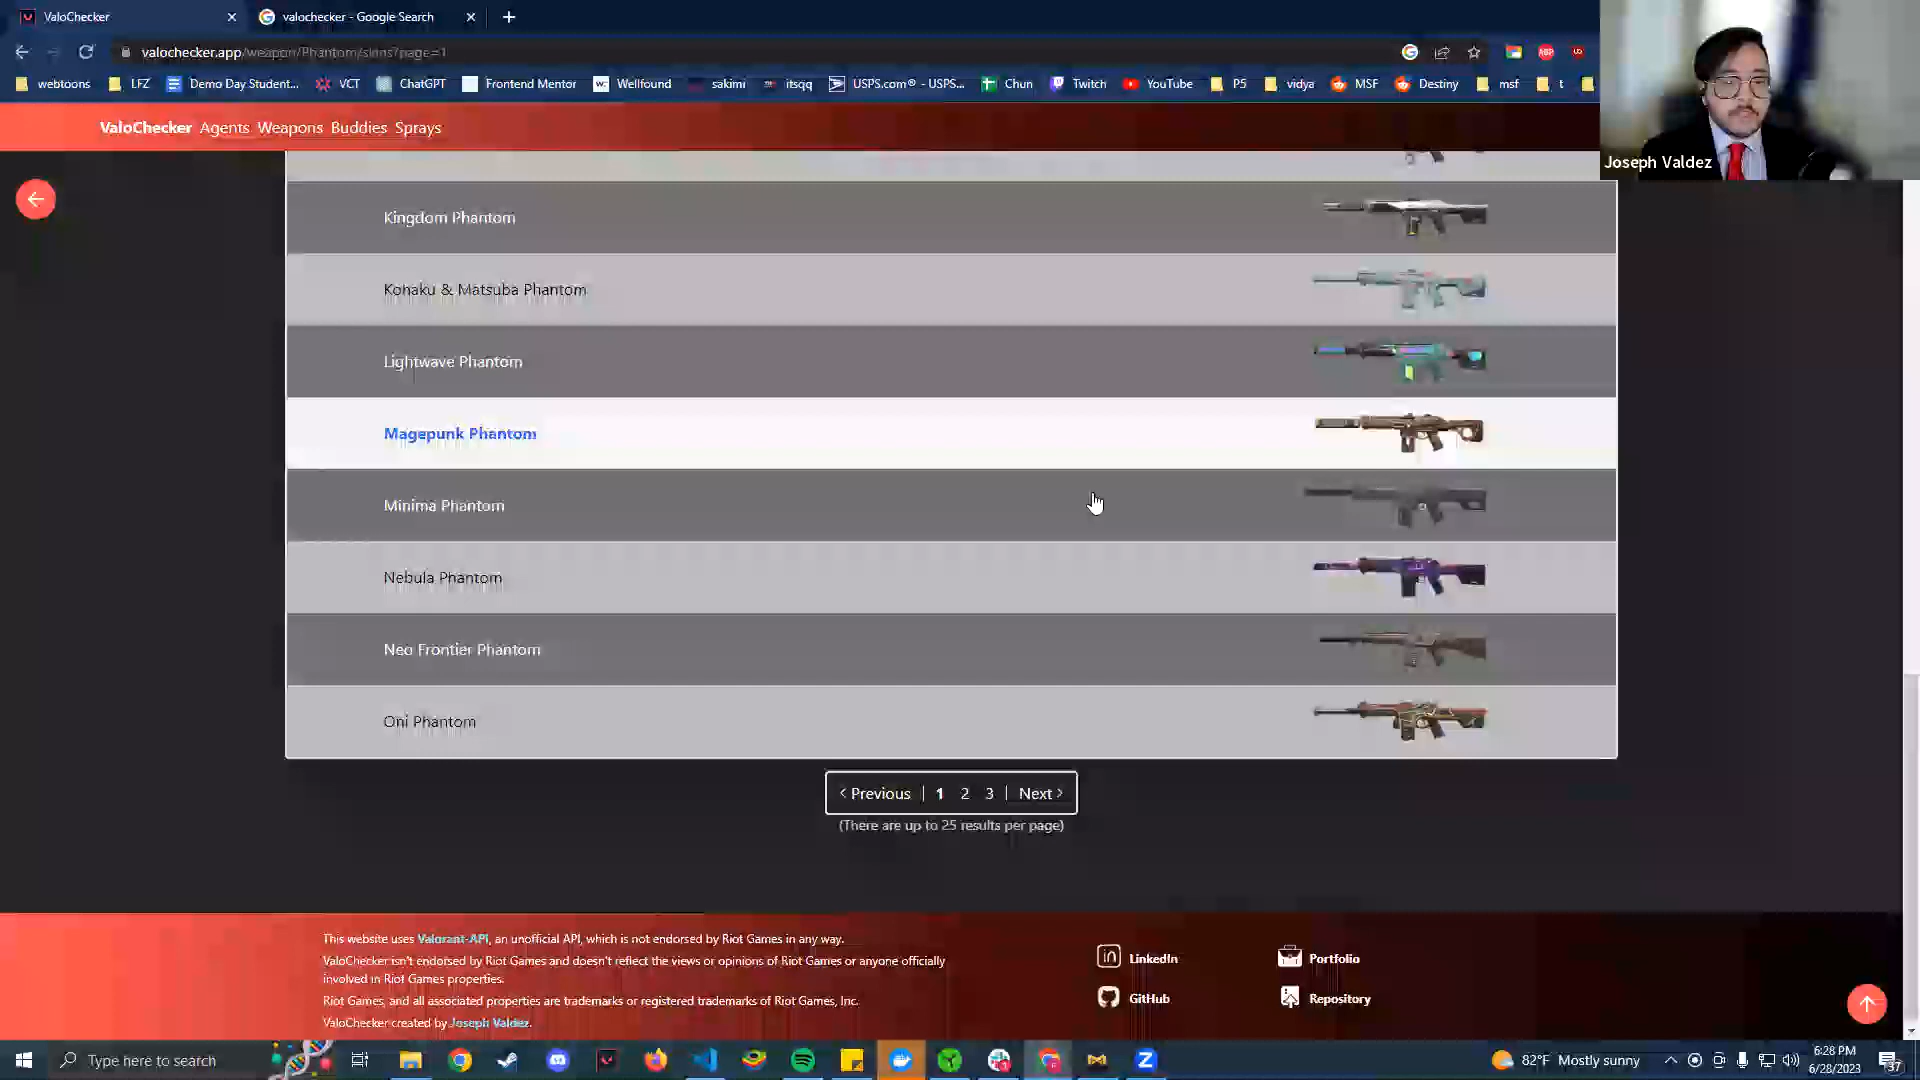 ValoChecker
valochecker - Google Search
valochecker.app/weapon/Phantom/skins?page=1
webtoons
LFZ
Demo Day Student...
VCT
ChatGPT
Frontend Mentor
Wellfound
sakimi
itsqq
USPS.com® - USPS...
Chun
Twitch
YouTube
P5
vidya
MSF
Destiny
msf
t
ValoChecker Agents Weapons Buddies Sprays
Joseph Valdez
Kingdom Phantom
Kohaku & Matsuba Phantom
Lightwave Phantom
Magepunk Phantom
Minima Phantom
Nebula Phantom
Neo Frontier Phantom
Oni Phantom
< Previous | 1 2 3 | Next >
(There are up to 25 results per page)
This website uses Valorant-API, an unofficial API, which is not endorsed by Riot Games in any way.
ValoChecker isn't endorsed by Riot Games and doesn't reflect the views or opinions of Riot Games or anyone officially
involved in Riot Games properties.
Riot Games, and all associated properties are trademarks or registered trademarks of Riot Games, Inc.
ValoChecker created by Joseph Valdez.
LinkedIn
Portfolio
GitHub
Repository
Type here to search
82°F Mostly sunny
6:28 PM
6/28/2023
37